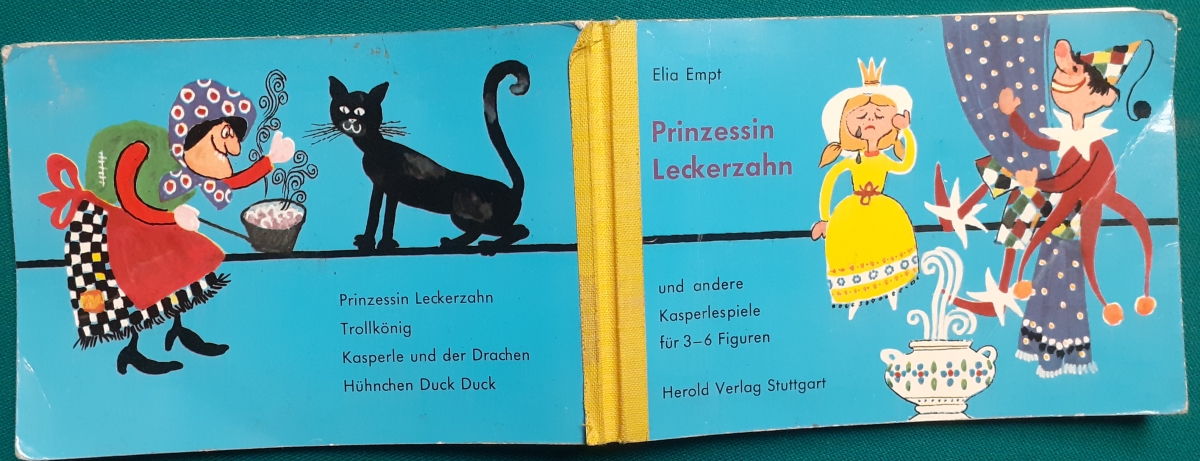 Prinzessin Leckerzahn
Trollkönig
Kasperle und der Drachen
Hühnchen Duck Duck
Elia Empt
Prinzessin
Leckerzahn
und andere
Kasperlespiele
für 3–6 Figuren
Herold Verlag Stuttgart